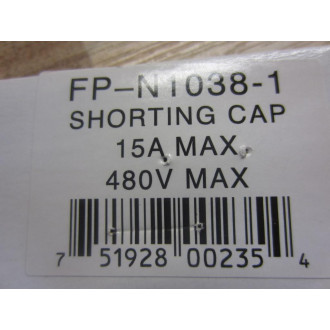 FP-N1038-1
SHORTING CAP
15A MAX
480V MAX
7 51928 00235 4